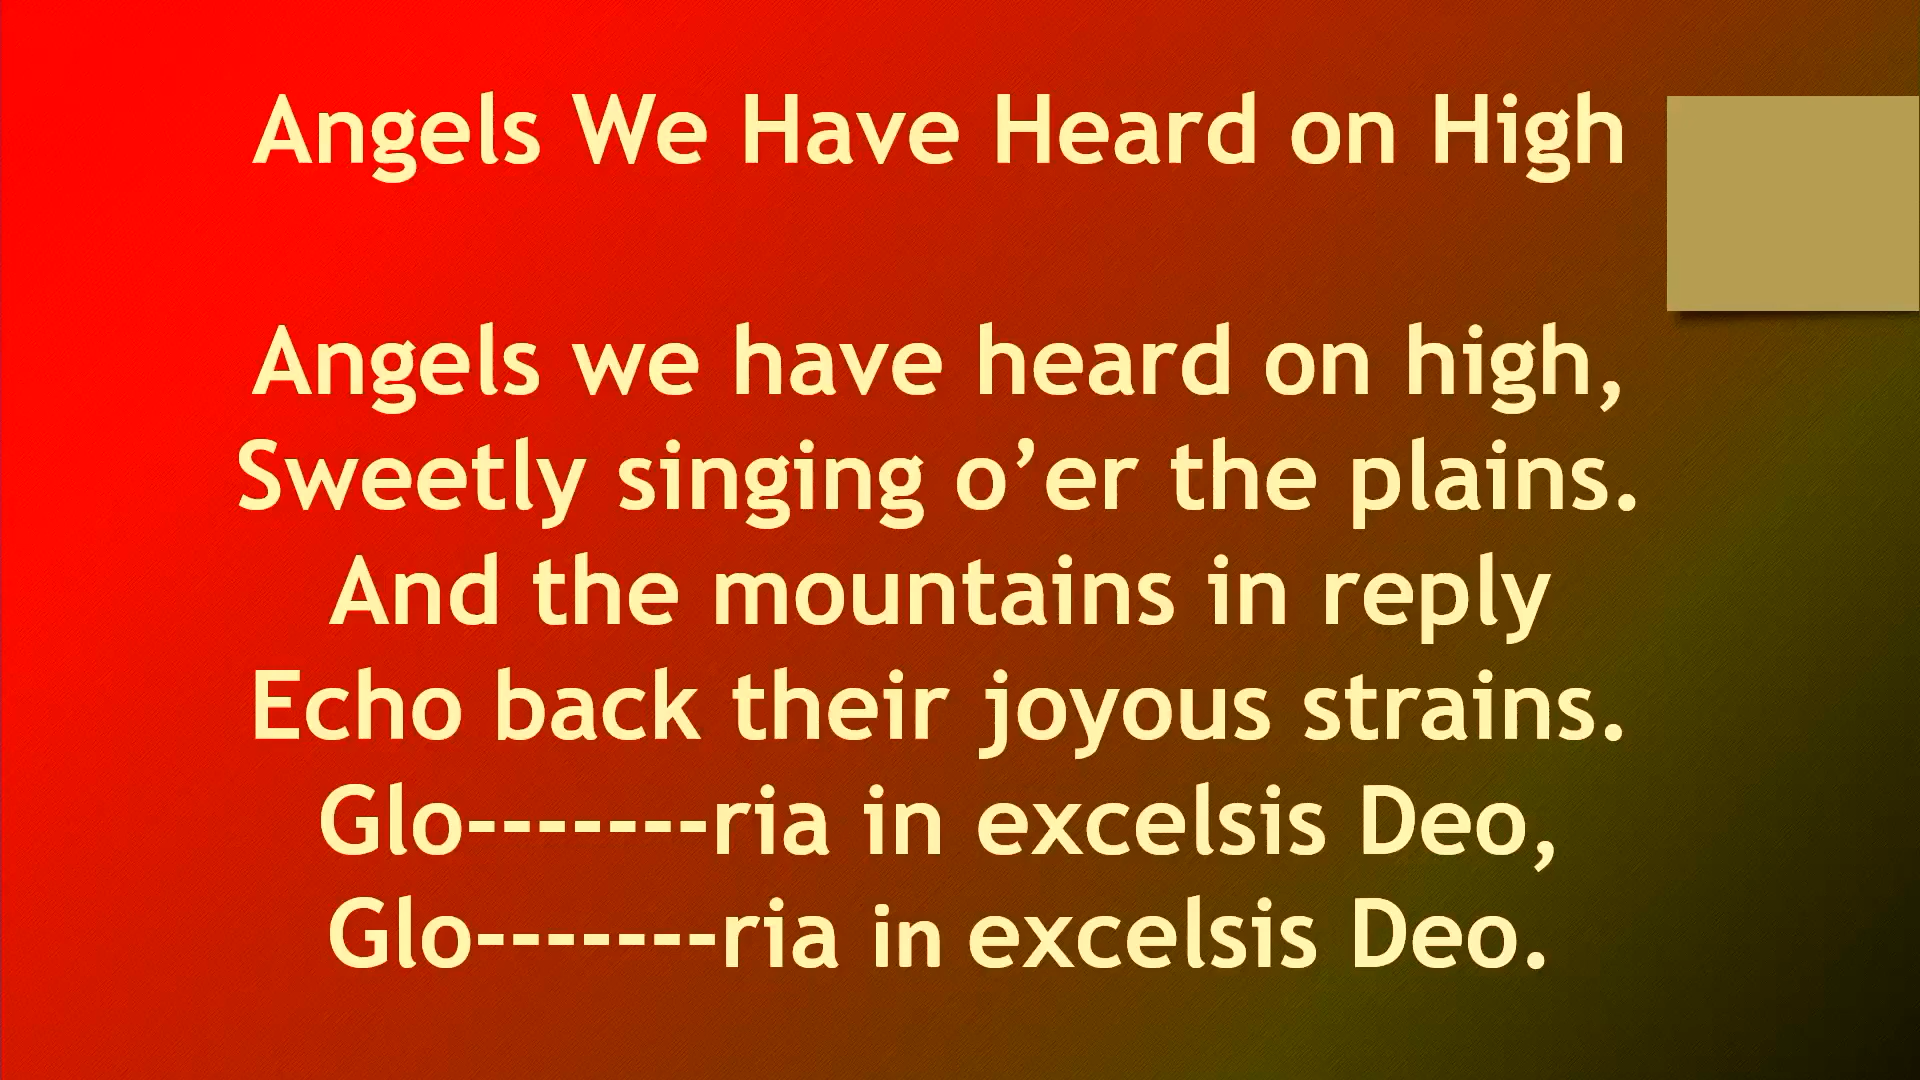 Angels We Have Heard on High
Angels we have heard on high,
Sweetly singing o’er the plains.
And the mountains in reply
Echo back their joyous strains.
Glo-------ria in excelsis Deo,
Glo-------ria in excelsis Deo.